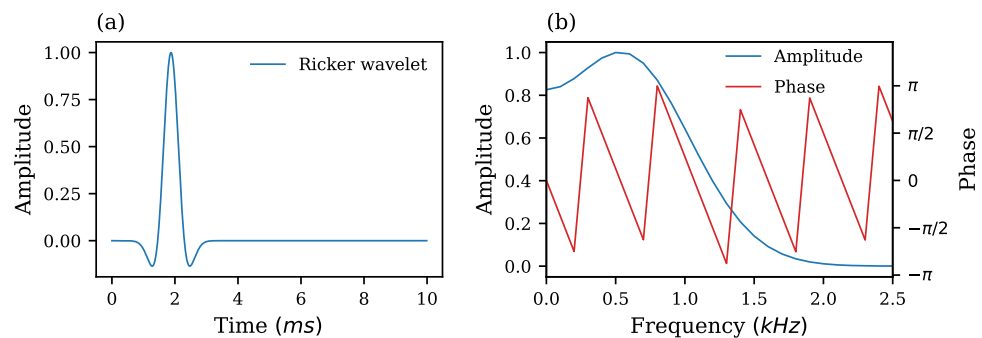 (a)
Amplitude
1.00
0.75
0.50
0.25
0.00
Ricker wavelet
0 2 4 6 8 10
Time (ms)
(b)
Amplitude
1.0
0.8
0.6
0.4
0.2
0.0
Amplitude
Phase
π
π/2
0
−π/2
−π
Phase
0.0 0.5 1.0 1.5 2.0 2.5
Frequency (kHz)